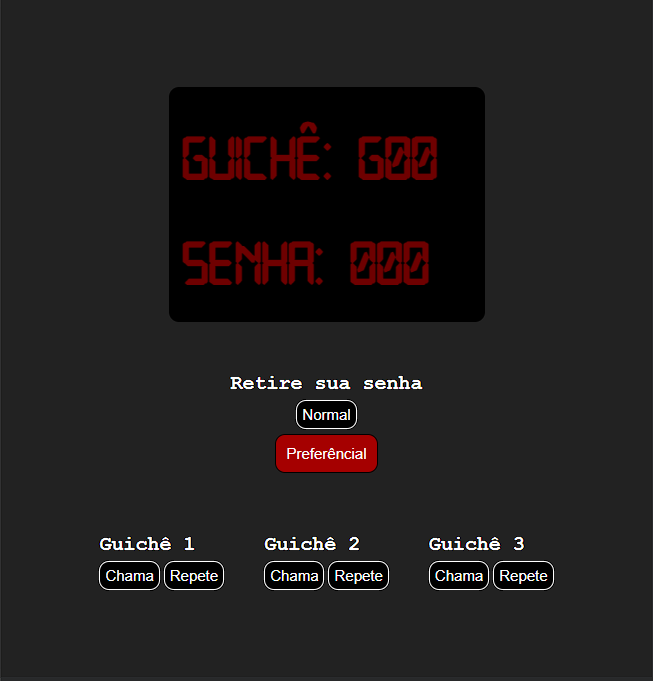 GUICHÊ: G00
SENHA: 000
Retire sua senha
Normal
Preferêncial
Guichê 1 Guichê 2 Guichê 3
Chama Repete Chama Repete Chama Repete